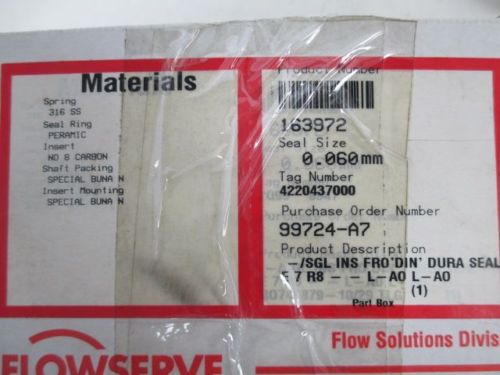 Materials
Spring
316 SS
Seal Ring
PERAMIC
Insert
NO 8 CARBON
Shaft Packing
SPECIAL BUNA N
Insert Mounting
SPECIAL BUNA N
Product Number
163972
Seal Size
0.060mm
Tag Number
4220437000
Purchase Order Number
99724-A7
Product Description
-/SGL INS FRO'DIN' DURA SEAL
E 7 R8 - - L-AO L-AO
(1)
Part Box
FLOWSERVE
Flow Solutions Divis